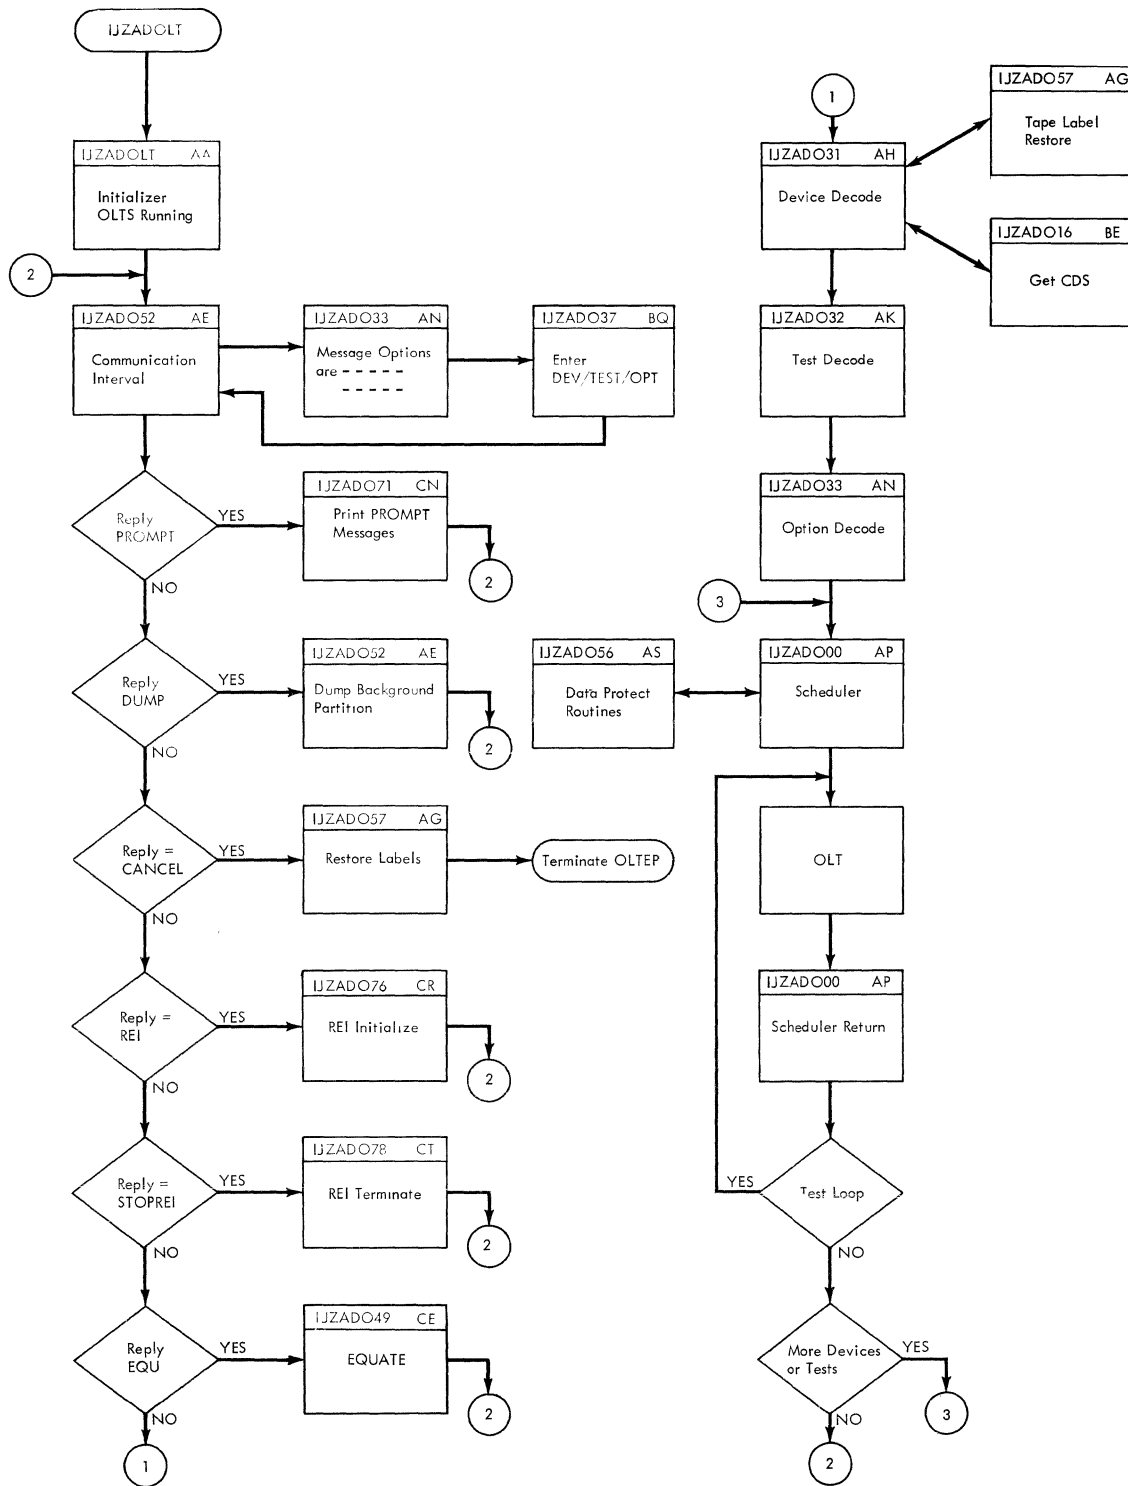 IJZADOLT
IJZADOLT AA
Initializer
OLTS Running
2
IJZADO52 AE
Communication
Interval
IJZADO33 AN
Message Options
are - - - - -
- - - - -
IJZADO37 BQ
Enter
DEV/TEST/OPT
Reply
PROMPT
YES
NO
IJZADO71 CN
Print PROMPT
Messages
2
Reply
DUMP
YES
NO
IJZADO52 AE
Dump Background
Partition
2
Reply =
CANCEL
YES
NO
IJZADO57 AG
Restore Labels
Terminate OLTEP
Reply =
REI
YES
NO
IJZADO76 CR
REI Initialize
2
Reply =
STOPREI
YES
NO
IJZADO78 CT
REI Terminate
2
Reply
EQU
YES
NO
IJZADO49 CE
EQUATE
2
1
1
IJZADO31 AH
Device Decode
IJZADO57 AG
Tape Label
Restore
IJZADO16 BE
Get CDS
IJZADO32 AK
Test Decode
IJZADO33 AN
Option Decode
3
IJZADO56 AS
Data Protect
Routines
IJZADO00 AP
Scheduler
OLT
IJZADO00 AP
Scheduler Return
YES
Test Loop
NO
More Devices
or Tests
YES
NO
3
2